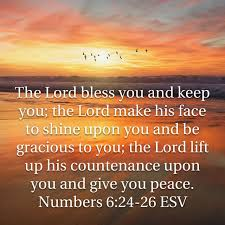 The Lord bless you and keep
you; the Lord make his face
to shine upon you and be
gracious to you; the Lord lift
up his countenance upon
you and give you peace.
Numbers 6:24-26 ESV